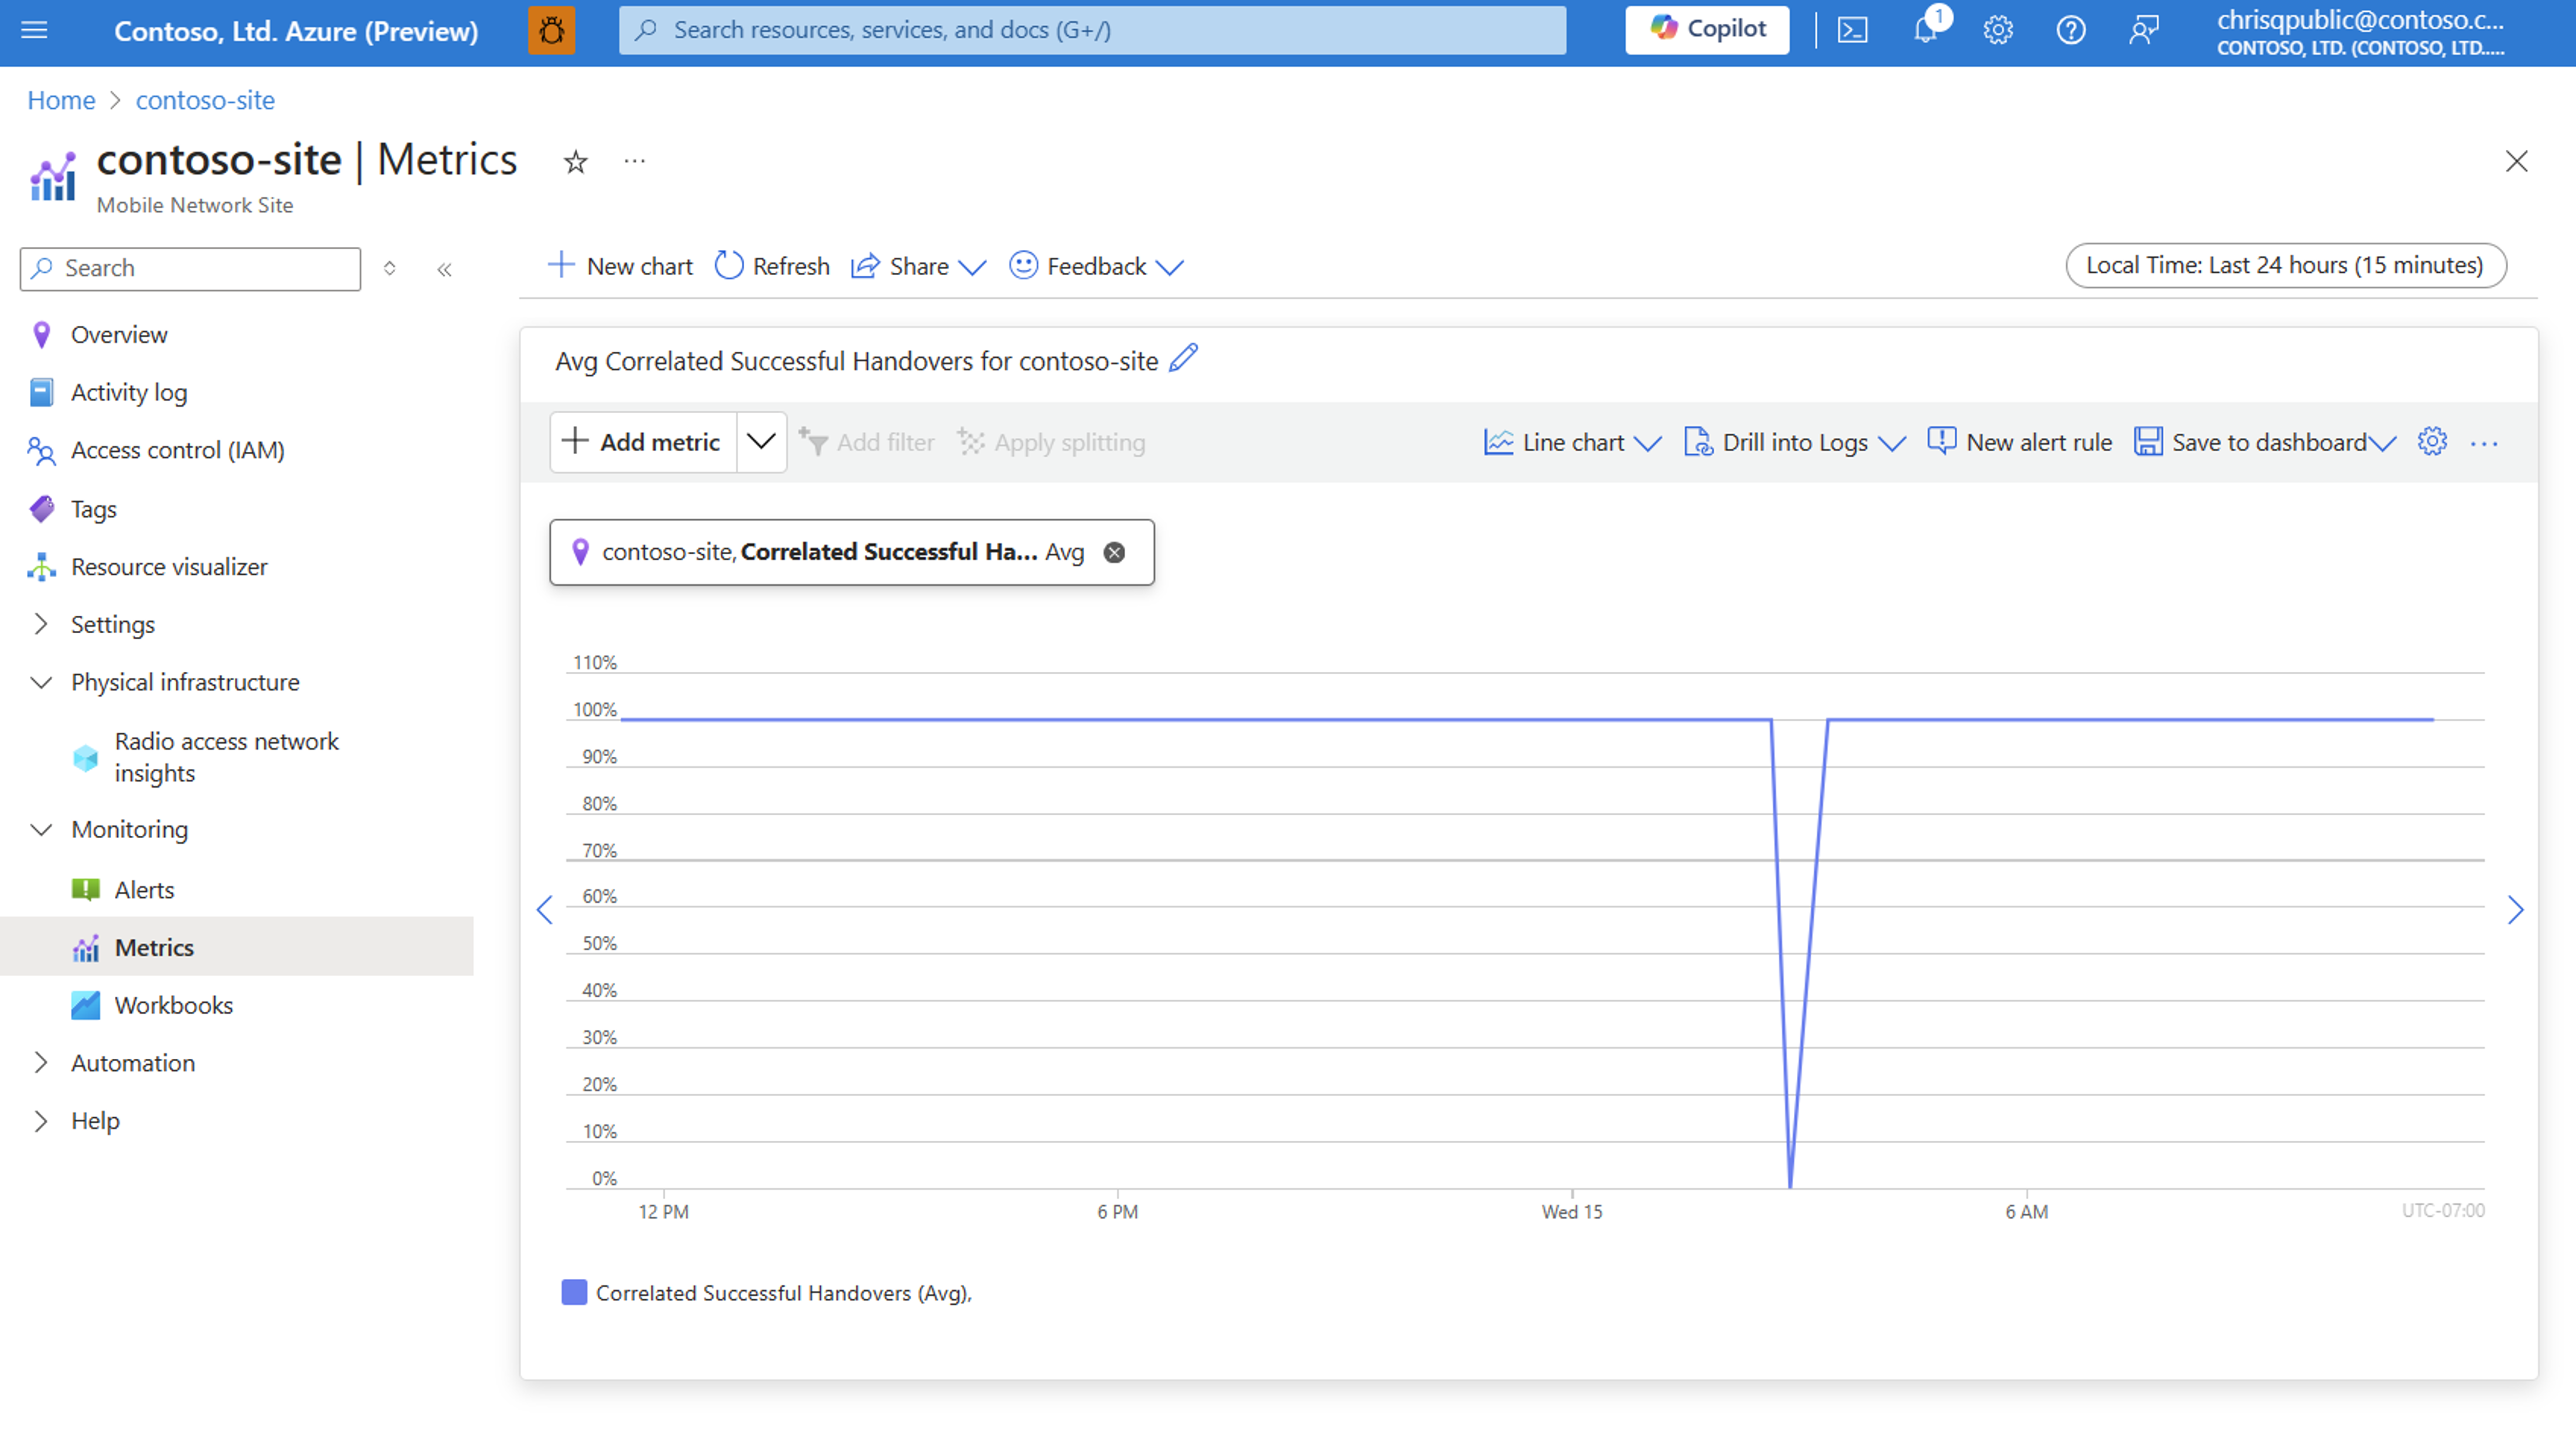 Contoso, Ltd. Azure (Preview)
Search resources, services, and docs (G+/)
Copilot
1
chrisqpublic@contoso.c...
CONTOSO, LTD. (CONTOSO, LTD.....
Home > contoso-site
contoso-site | Metrics
Mobile Network Site
Search
Overview
Activity log
Access control (IAM)
Tags
Resource visualizer
Settings
Physical infrastructure
Radio access network
insights
Monitoring
Alerts
Metrics
Workbooks
Automation
Help
New chart Refresh Share Feedback
Local Time: Last 24 hours (15 minutes)
Avg Correlated Successful Handovers for contoso-site
Add metric Add filter Apply splitting Line chart Drill into Logs New alert rule Save to dashboard
contoso-site, Correlated Successful Ha... Avg
110%
100%
90%
80%
70%
60%
50%
40%
30%
20%
10%
0%
12 PM 6 PM Wed 15 6 AM UTC-07:00
Correlated Successful Handovers (Avg),